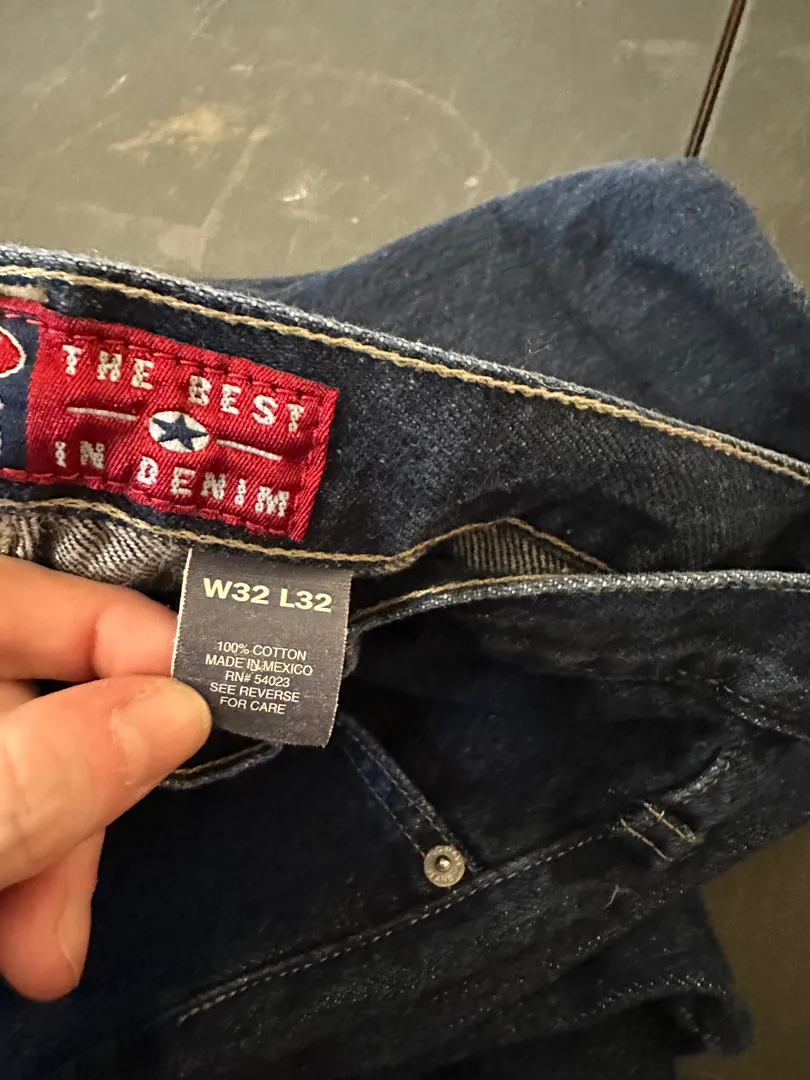 THE BEST
IN DENIM
W32 L32
100% COTTON
MADE IN MEXICO
RN# 54023
SEE REVERSE
FOR CARE